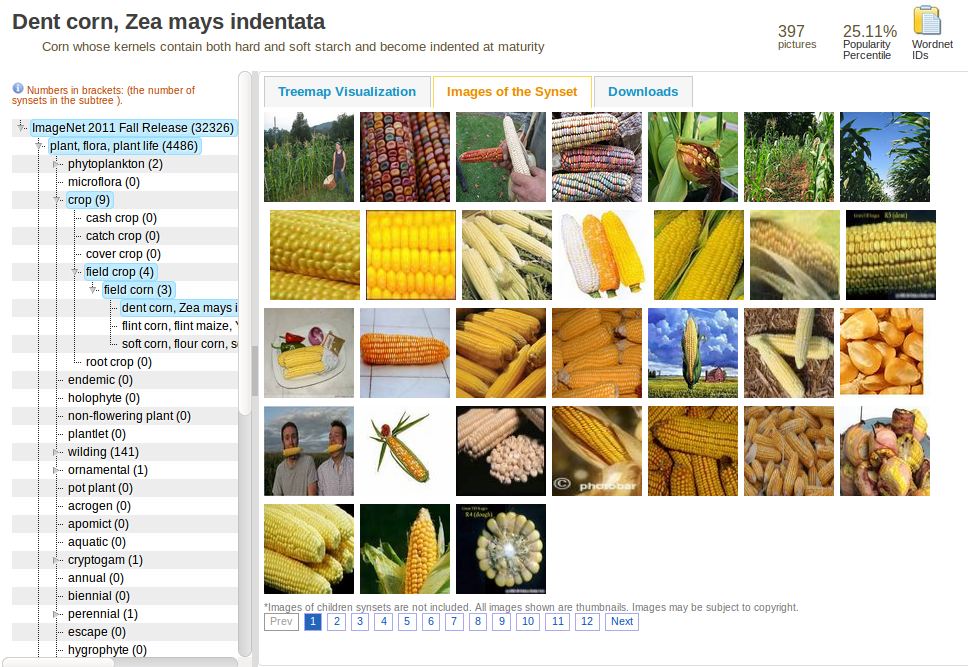 Dent corn, Zea mays indentata
Corn whose kernels contain both hard and soft starch and become indented at maturity
397
pictures
25.11%
Popularity
Percentile
Wordnet
IDs
Numbers in brackets: (the number of
synsets in the subtree ).
ImageNet 2011 Fall Release (32326)
plant, flora, plant life (4486)
phytoplankton (2)
microflora (0)
crop (9)
cash crop (0)
catch crop (0)
cover crop (0)
field crop (4)
field corn (3)
dent corn, Zea mays i
flint corn, flint maize, Y
soft corn, flour corn, s
root crop (0)
endemic (0)
holophyte (0)
non-flowering plant (0)
plantlet (0)
wilding (141)
ornamental (1)
pot plant (0)
acrogen (0)
apomict (0)
aquatic (0)
cryptogam (1)
annual (0)
biennial (0)
perennial (1)
escape (0)
hygrophyte (0)
Treemap Visualization
Images of the Synset
Downloads
R5 (dent)
© photobar
R4 (dough)
*Images of children synsets are not included. All images shown are thumbnails. Images may be subject to copyright.
Prev 1 2 3 4 5 6 7 8 9 10 11 12 Next